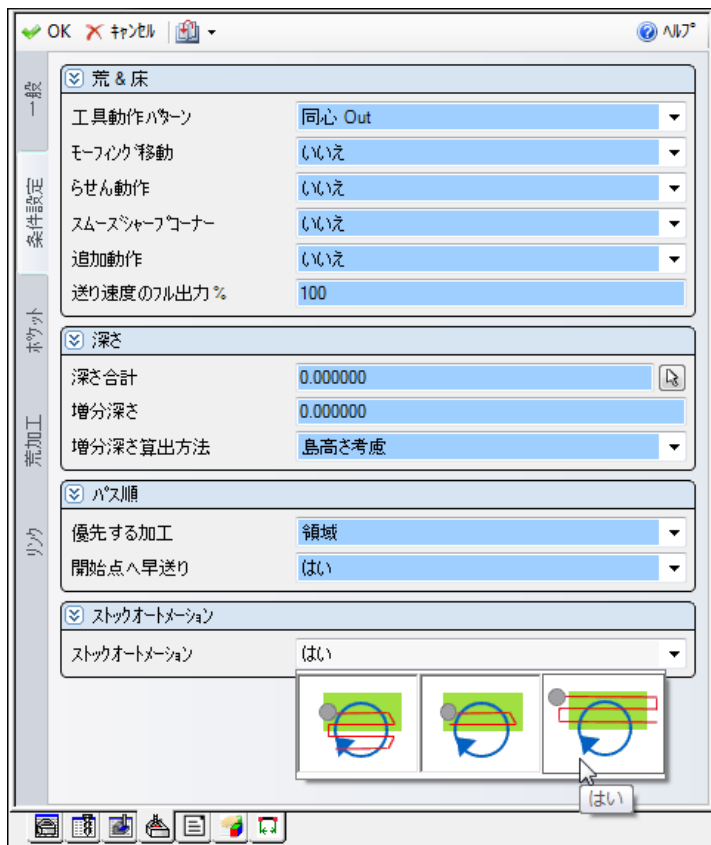 OK キャンセル ヘルプ
一般
条件設定
ポケット
荒加工
リンク
荒 & 床
工具動作パターン 同心 Out
モーフィング移動 いいえ
らせん動作 いいえ
スムーズシャープコーナー いいえ
追加動作 いいえ
送り速度のフル出力 % 100
深さ
深さ合計 0.000000
増分深さ 0.000000
増分深さ算出方法 島高さ考慮
パス順
優先する加工 領域
開始点へ早送り はい
ストックオートメーション
ストックオートメーション はい
はい